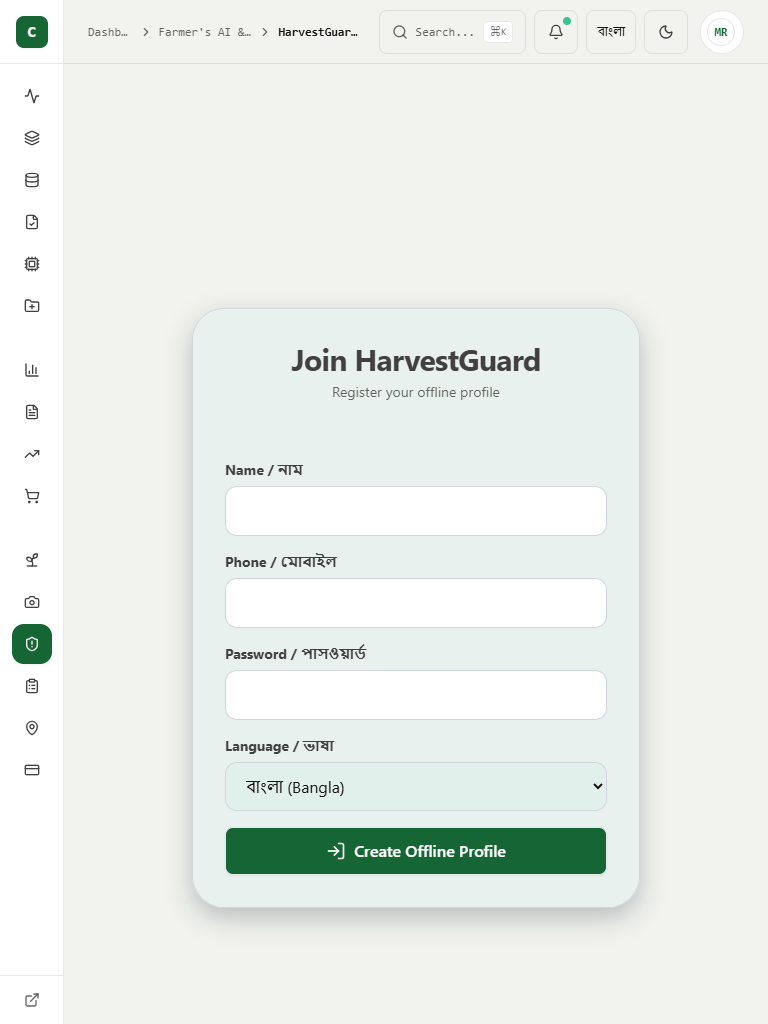 C
Dashb…
Farmer's AI &…
HarvestGuar…
Search...
⌘K
বাংলা
MR
Join HarvestGuard
Register your offline profile
Name / নাম
Phone / মোবাইল
Password / পাসওয়ার্ড
Language / ভাষা
বাংলা (Bangla)
Create Offline Profile